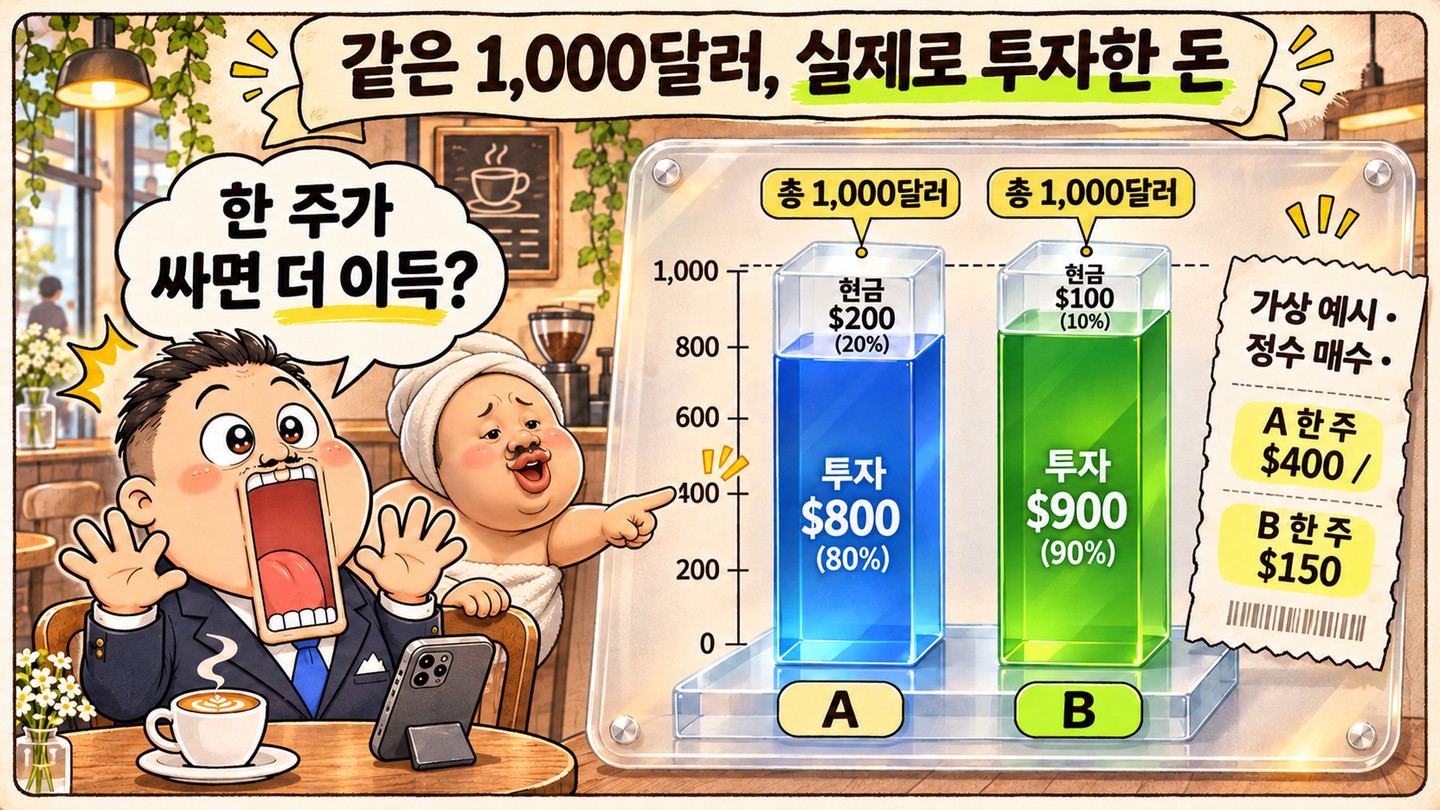 같은 1,000달러, 실제로 투자한 돈
한 주가
싸면 더 이득?
총 1,000달러
총 1,000달러
1,000
800
600
400
200
0
현금
$200
(20%)
투자
$800
(80%)
A
현금
$100
(10%)
투자
$900
(90%)
B
가상 예시 •
정수 매수 •
A 한 주
$400 /
B 한 주
$150